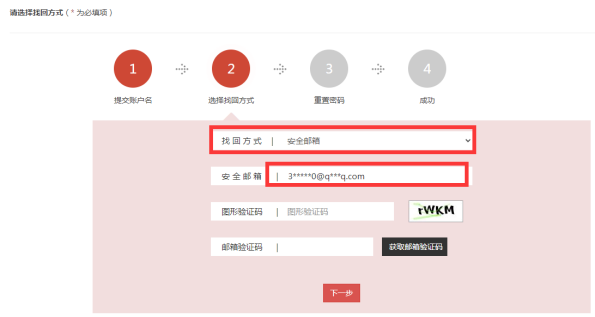 请选择找回方式（* 为必填项）
1 2 3 4
提交账户名 选择找回方式 重置密码 成功
找 回 方 式 | 安全邮箱
安 全 邮 箱 | 3*****0@q***q.com
图形验证码 | 图形验证码 rWKM
邮箱验证码 | 获取邮箱验证码
下一步